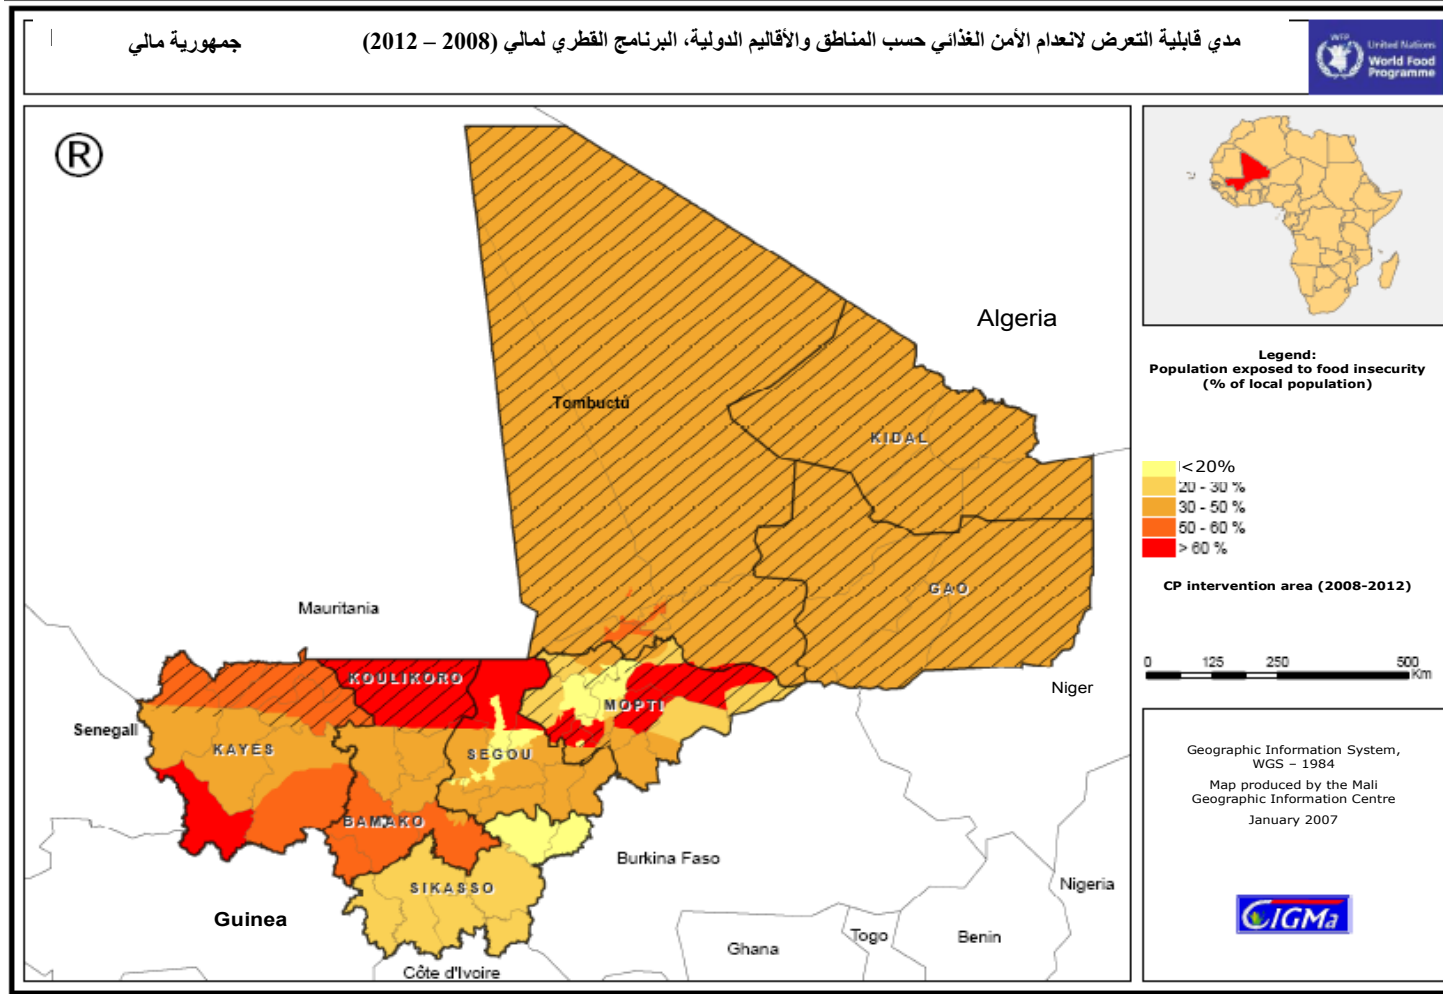 مدي قابلية التعرض لانعدام الأمن الغذائي حسب المناطق والأقاليم الدولية، البرنامج القطري لمالي (2008 – 2012)
جمهورية مالي
WFP
United Nations
World Food
Programme
®
Algeria
.Tombuctú
KIDAL
GAO
Mauritania
KOULIKORO
MOPTI
Niger
Senegall
KAYES
SEGOU
BAMAKO
Burkina Faso
SIKASSO
Nigeria
Guinea
Ghana
Togo
Benin
Côte d'Ivoire
Legend:
Population exposed to food insecurity
(% of local population)
<20%
20 - 30 %
30 - 50 %
50 - 60 %
> 60 %
CP intervention area (2008-2012)
0 125 250 500
Km
Geographic Information System,
WGS – 1984
Map produced by the Mali
Geographic Information Centre
January 2007
CIGMa